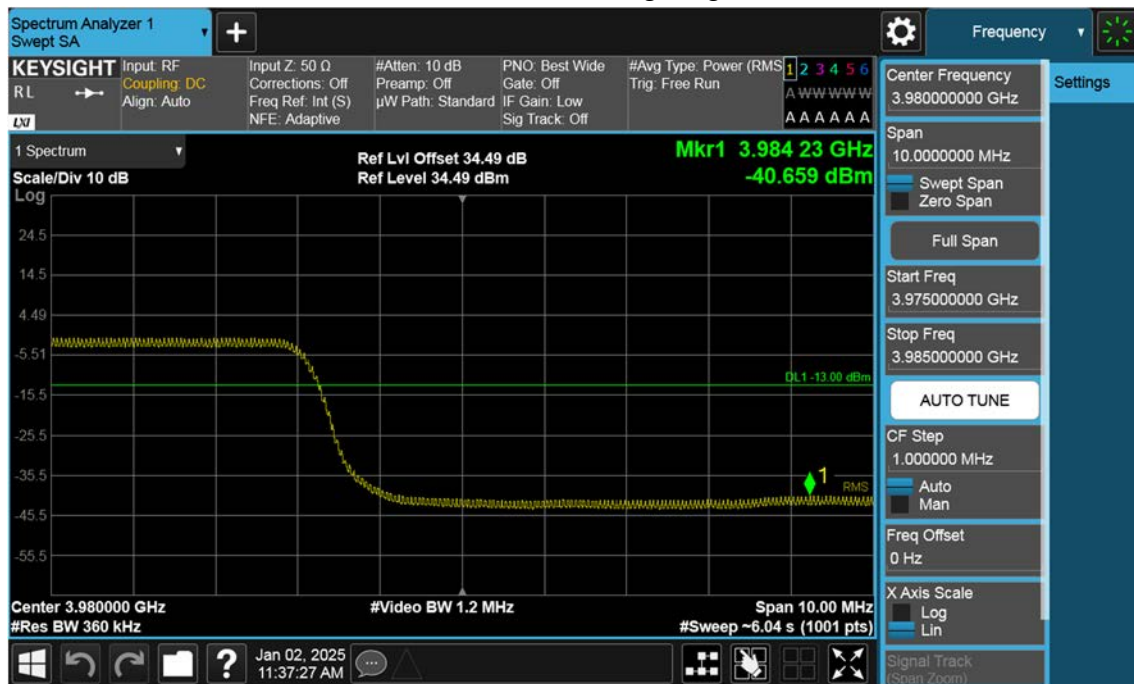 Spectrum Analyzer 1
Swept SA
+
Frequency
KEYSIGHT
RL
LXI
Input: RF
Coupling: DC
Align: Auto
Input Z: 50 Ω
Corrections: Off
Freq Ref: Int (S)
NFE: Adaptive
#Atten: 10 dB
Preamp: Off
µW Path: Standard
PNO: Best Wide
Gate: Off
IF Gain: Low
Sig Track: Off
#Avg Type: Power (RMS
Trig: Free Run
1 2 3 4 5 6
A W W W W W
A A A A A A
1 Spectrum
Scale/Div 10 dB
Log
Ref Lvl Offset 34.49 dB
Ref Level 34.49 dBm
Mkr1 3.984 23 GHz
-40.659 dBm
24.5
14.5
4.49
-5.51
-15.5
-25.5
-35.5
-45.5
-55.5
DL1 -13.00 dBm
1
RMS
Center 3.980000 GHz
#Res BW 360 kHz
#Video BW 1.2 MHz
Span 10.00 MHz
#Sweep ~6.04 s (1001 pts)
?
Jan 02, 2025
11:37:27 AM
Center Frequency
3.980000000 GHz
Span
10.0000000 MHz
Swept Span
Zero Span
Full Span
Start Freq
3.975000000 GHz
Stop Freq
3.985000000 GHz
AUTO TUNE
CF Step
1.000000 MHz
Auto
Man
Freq Offset
0 Hz
X Axis Scale
Log
Lin
Signal Track
(Span Zoom)
Settings